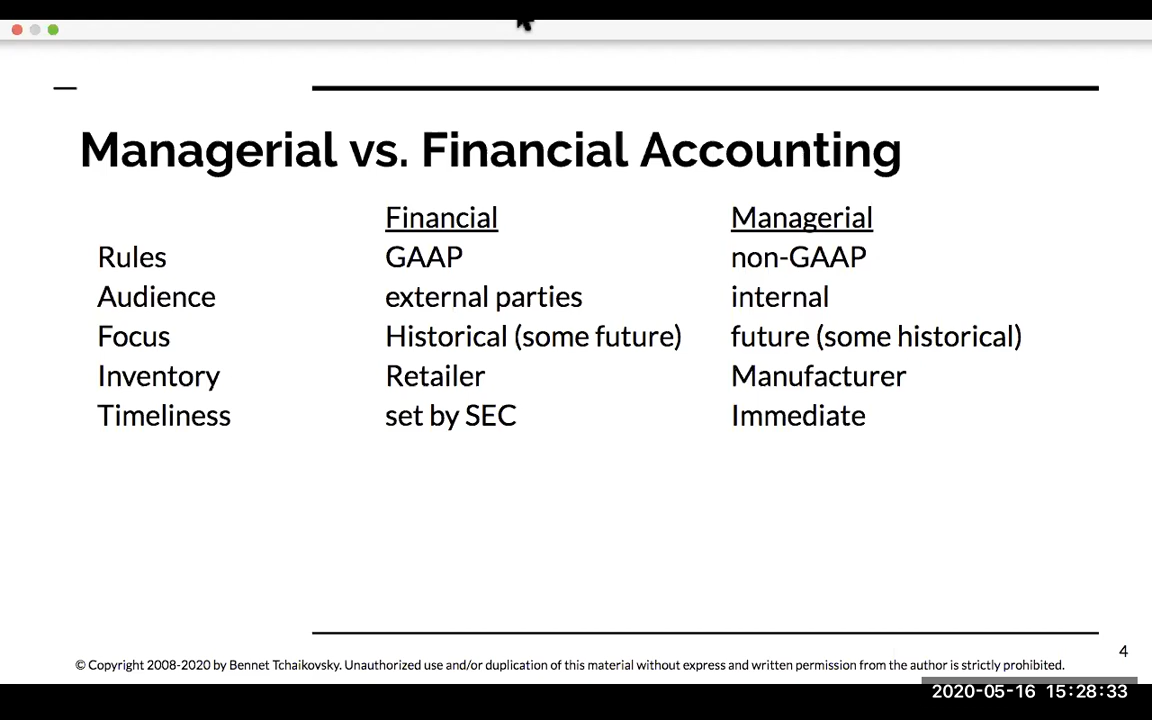 Managerial vs. Financial Accounting
Financial Managerial
Rules GAAP non-GAAP
Audience external parties internal
Focus Historical (some future) future (some historical)
Inventory Retailer Manufacturer
Timeliness set by SEC Immediate
4
© Copyright 2008-2020 by Bennet Tchaikovsky. Unauthorized use and/or duplication of this material without express and written permission from the author is strictly prohibited.
2020-05-16 15:28:33